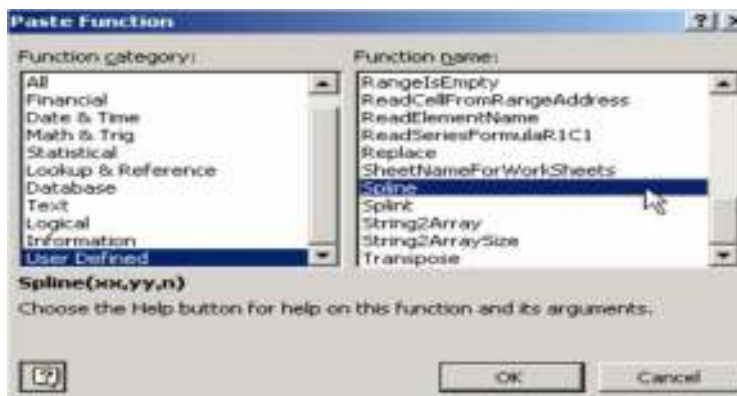 Paste Function
Function category:
All
Financial
Date & Time
Math & Trig
Statistical
Lookup & Reference
Database
Text
Logical
Information
User Defined
Function name:
RangeIsEmpty
ReadCellFromRangeAddress
ReadElementName
ReadSeriesFormulaR1C1
Replace
SheetNameForWorkSheets
Spline
Splint
String2Array
String2ArraySize
Transpose
Spline(xx,yy,n)
Choose the Help button for help on this function and its arguments.
OK
Cancel